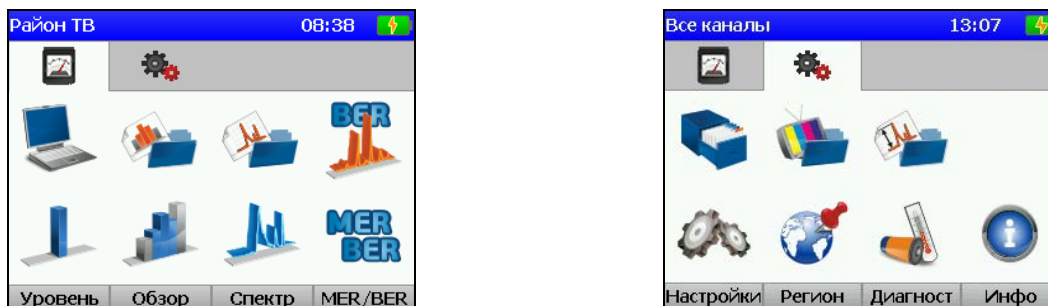 Район ТВ 08:38
BER
MER
BER
Уровень Обзор Спектр MER/BER
Все каналы 13:07
Настройки Регион Диагност Инфо